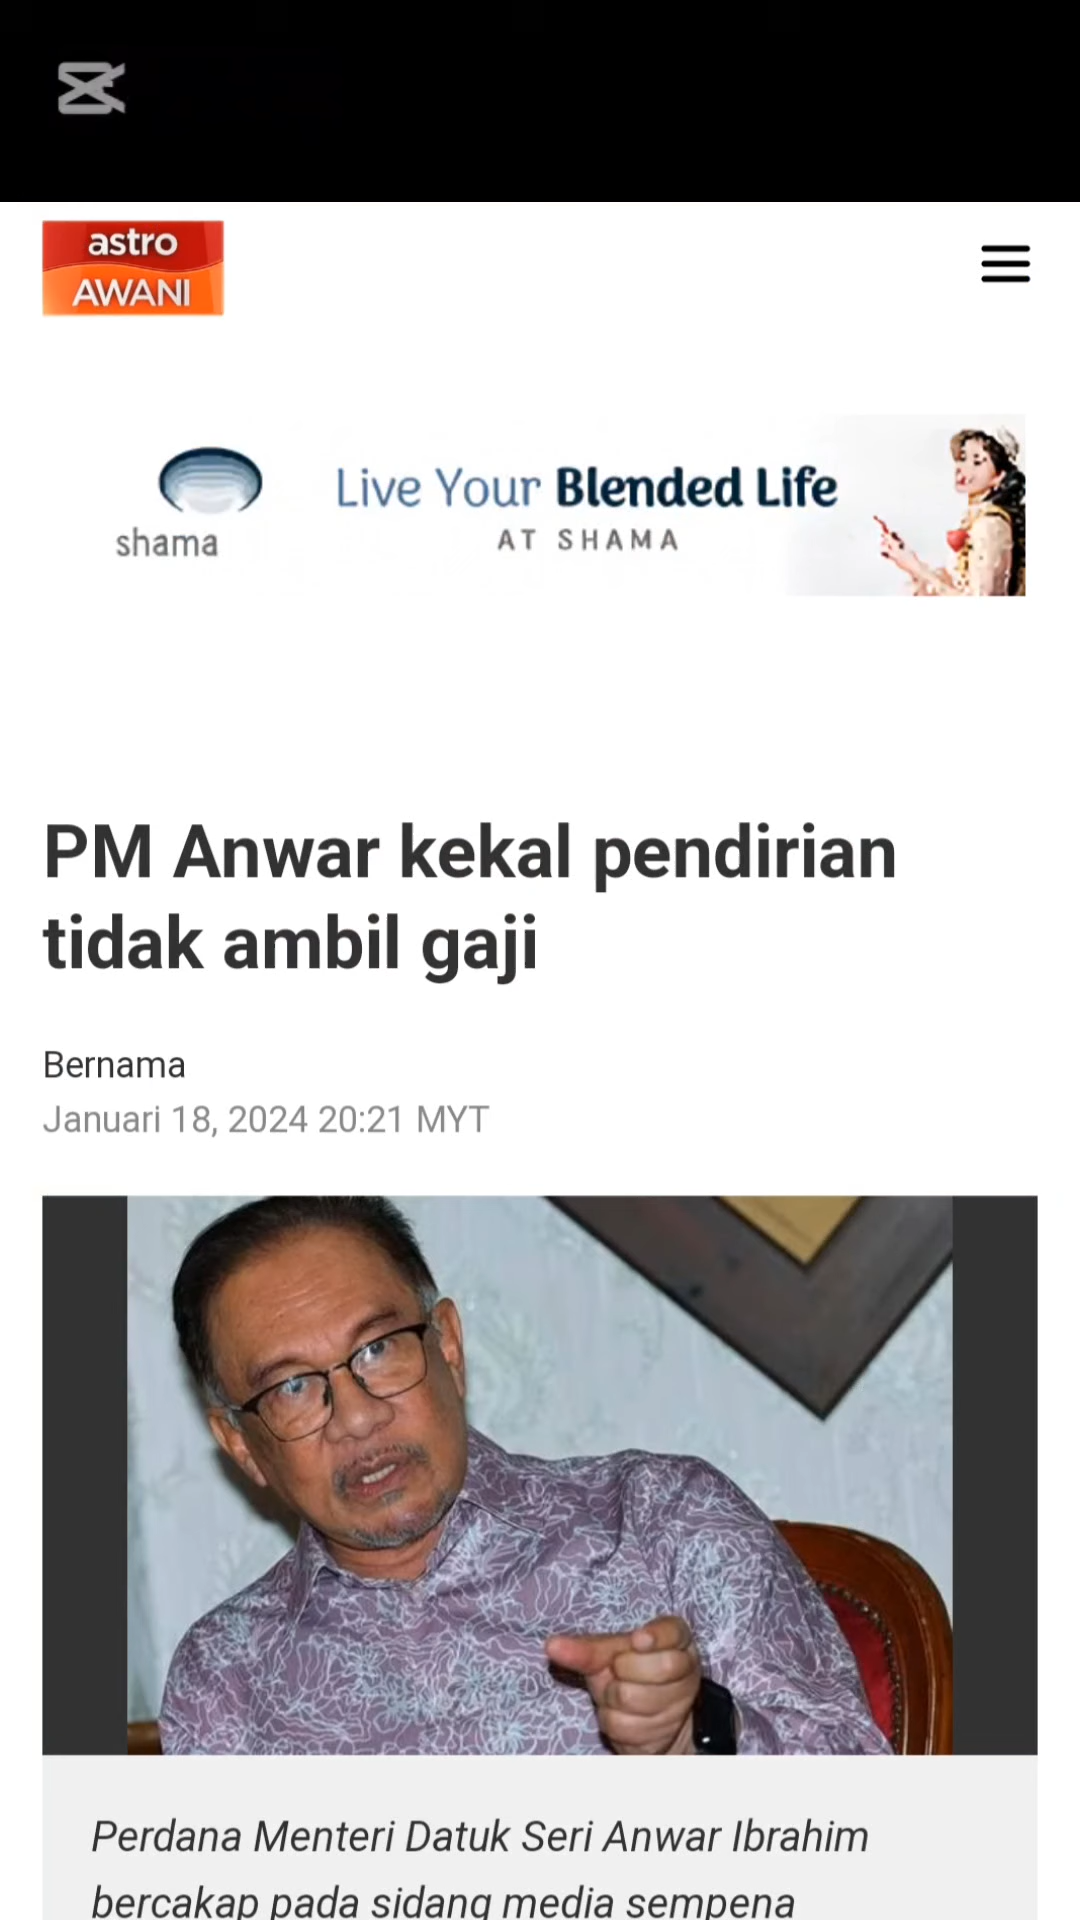 astro
AWANI
shama
Live Your Blended Life
AT SHAMA
PM Anwar kekal pendirian
tidak ambil gaji
Bernama
Januari 18, 2024 20:21 MYT
Perdana Menteri Datuk Seri Anwar Ibrahim
bercakap pada sidang media sempena